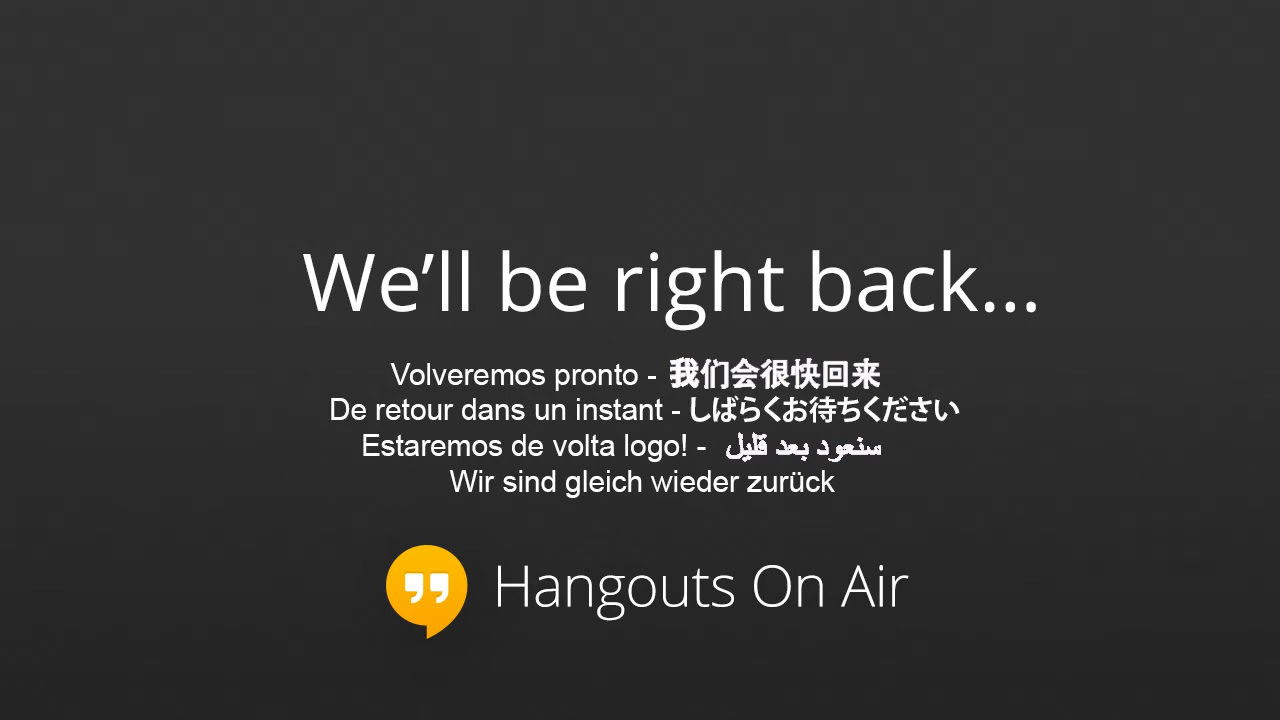 We’ll be right back...
Volveremos pronto - 我们会很快回来
De retour dans un instant - しばらくお待ちください
Estaremos de volta logo! - سنعود بعد قليل
Wir sind gleich wieder zurück
Hangouts On Air